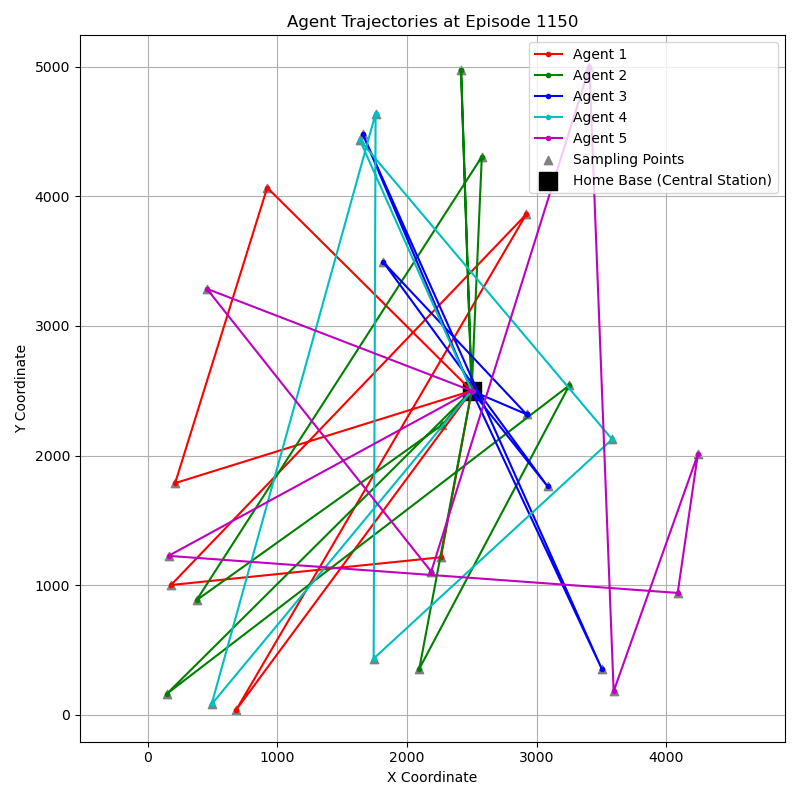 Agent Trajectories at Episode 1150
Agent 1
Agent 2
Agent 3
Agent 4
Agent 5
Sampling Points
Home Base (Central Station)
Y Coordinate
5000
4000
3000
2000
1000
0
0 1000 2000 3000 4000
X Coordinate